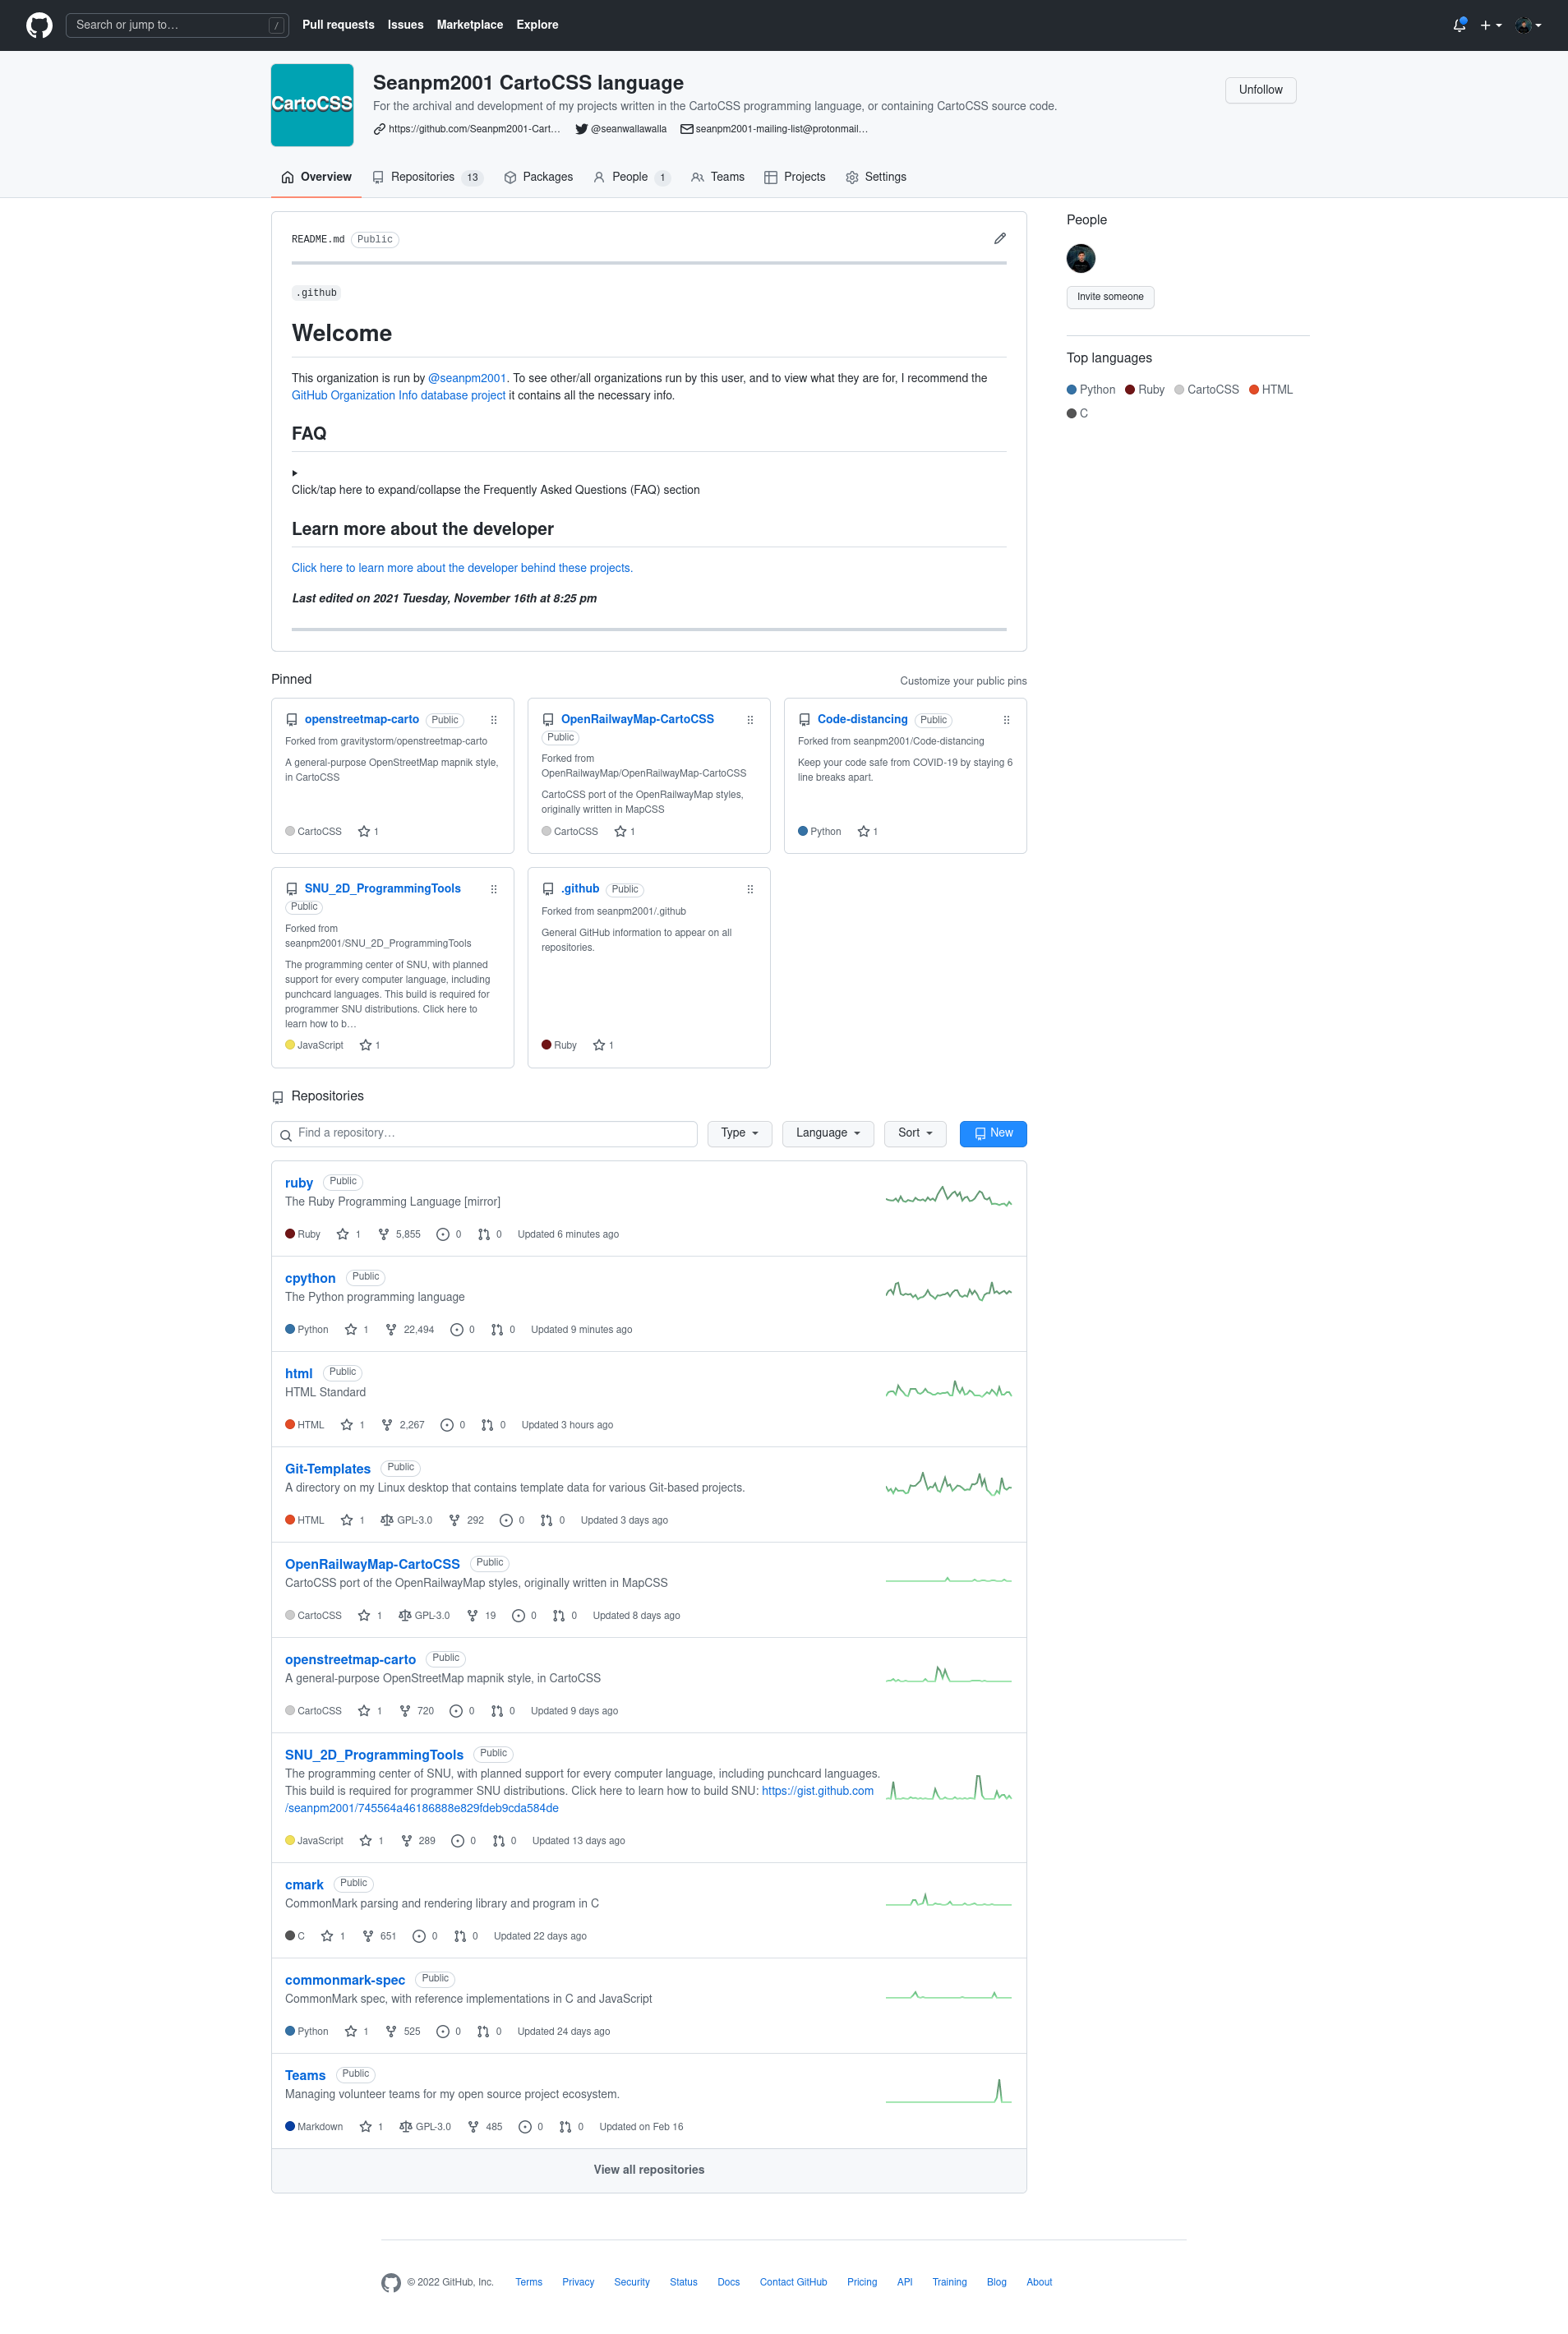 Search or jump to…
/
Pull requests
Issues
Marketplace
Explore
CartoCSS
Seanpm2001 CartoCSS language
For the archival and development of my projects written in the CartoCSS programming language, or containing CartoCSS source code.
https://github.com/Seanpm2001-Cart…
@seanwallawalla
seanpm2001-mailing-list@protonmail…
Unfollow
Overview
Repositories 13
Packages
People 1
Teams
Projects
Settings
README.md Public
.github
Welcome
This organization is run by @seanpm2001. To see other/all organizations run by this user, and to view what they are for, I recommend the
GitHub Organization Info database project it contains all the necessary info.
FAQ
Click/tap here to expand/collapse the Frequently Asked Questions (FAQ) section
Learn more about the developer
Click here to learn more about the developer behind these projects.
Last edited on 2021 Tuesday, November 16th at 8:25 pm
People
Invite someone
Top languages
Python Ruby CartoCSS HTML
C
Pinned
Customize your public pins
openstreetmap-carto Public
Forked from gravitystorm/openstreetmap-carto
A general-purpose OpenStreetMap mapnik style,
in CartoCSS
CartoCSS 1
OpenRailwayMap-CartoCSS
Public
Forked from
OpenRailwayMap/OpenRailwayMap-CartoCSS
CartoCSS port of the OpenRailwayMap styles,
originally written in MapCSS
CartoCSS 1
Code-distancing Public
Forked from seanpm2001/Code-distancing
Keep your code safe from COVID-19 by staying 6
line breaks apart.
Python 1
SNU_2D_ProgrammingTools
Public
Forked from
seanpm2001/SNU_2D_ProgrammingTools
The programming center of SNU, with planned
support for every computer language, including
punchcard languages. This build is required for
programmer SNU distributions. Click here to
learn how to b…
JavaScript 1
.github Public
Forked from seanpm2001/.github
General GitHub information to appear on all
repositories.
Ruby 1
Repositories
Find a repository…
Type
Language
Sort
New
ruby Public
The Ruby Programming Language [mirror]
Ruby 1 5,855 0 0 Updated 6 minutes ago
cpython Public
The Python programming language
Python 1 22,494 0 0 Updated 9 minutes ago
html Public
HTML Standard
HTML 1 2,267 0 0 Updated 3 hours ago
Git-Templates Public
A directory on my Linux desktop that contains template data for various Git-based projects.
HTML 1 GPL-3.0 292 0 0 Updated 3 days ago
OpenRailwayMap-CartoCSS Public
CartoCSS port of the OpenRailwayMap styles, originally written in MapCSS
CartoCSS 1 GPL-3.0 19 0 0 Updated 8 days ago
openstreetmap-carto Public
A general-purpose OpenStreetMap mapnik style, in CartoCSS
CartoCSS 1 720 0 0 Updated 9 days ago
SNU_2D_ProgrammingTools Public
The programming center of SNU, with planned support for every computer language, including punchcard languages.
This build is required for programmer SNU distributions. Click here to learn how to build SNU: https://gist.github.com
/seanpm2001/745564a46186888e829fdeb9cda584de
JavaScript 1 289 0 0 Updated 13 days ago
cmark Public
CommonMark parsing and rendering library and program in C
C 1 651 0 0 Updated 22 days ago
commonmark-spec Public
CommonMark spec, with reference implementations in C and JavaScript
Python 1 525 0 0 Updated 24 days ago
Teams Public
Managing volunteer teams for my open source project ecosystem.
Markdown 1 GPL-3.0 485 0 0 Updated on Feb 16
View all repositories
© 2022 GitHub, Inc.
Terms
Privacy
Security
Status
Docs
Contact GitHub
Pricing
API
Training
Blog
About